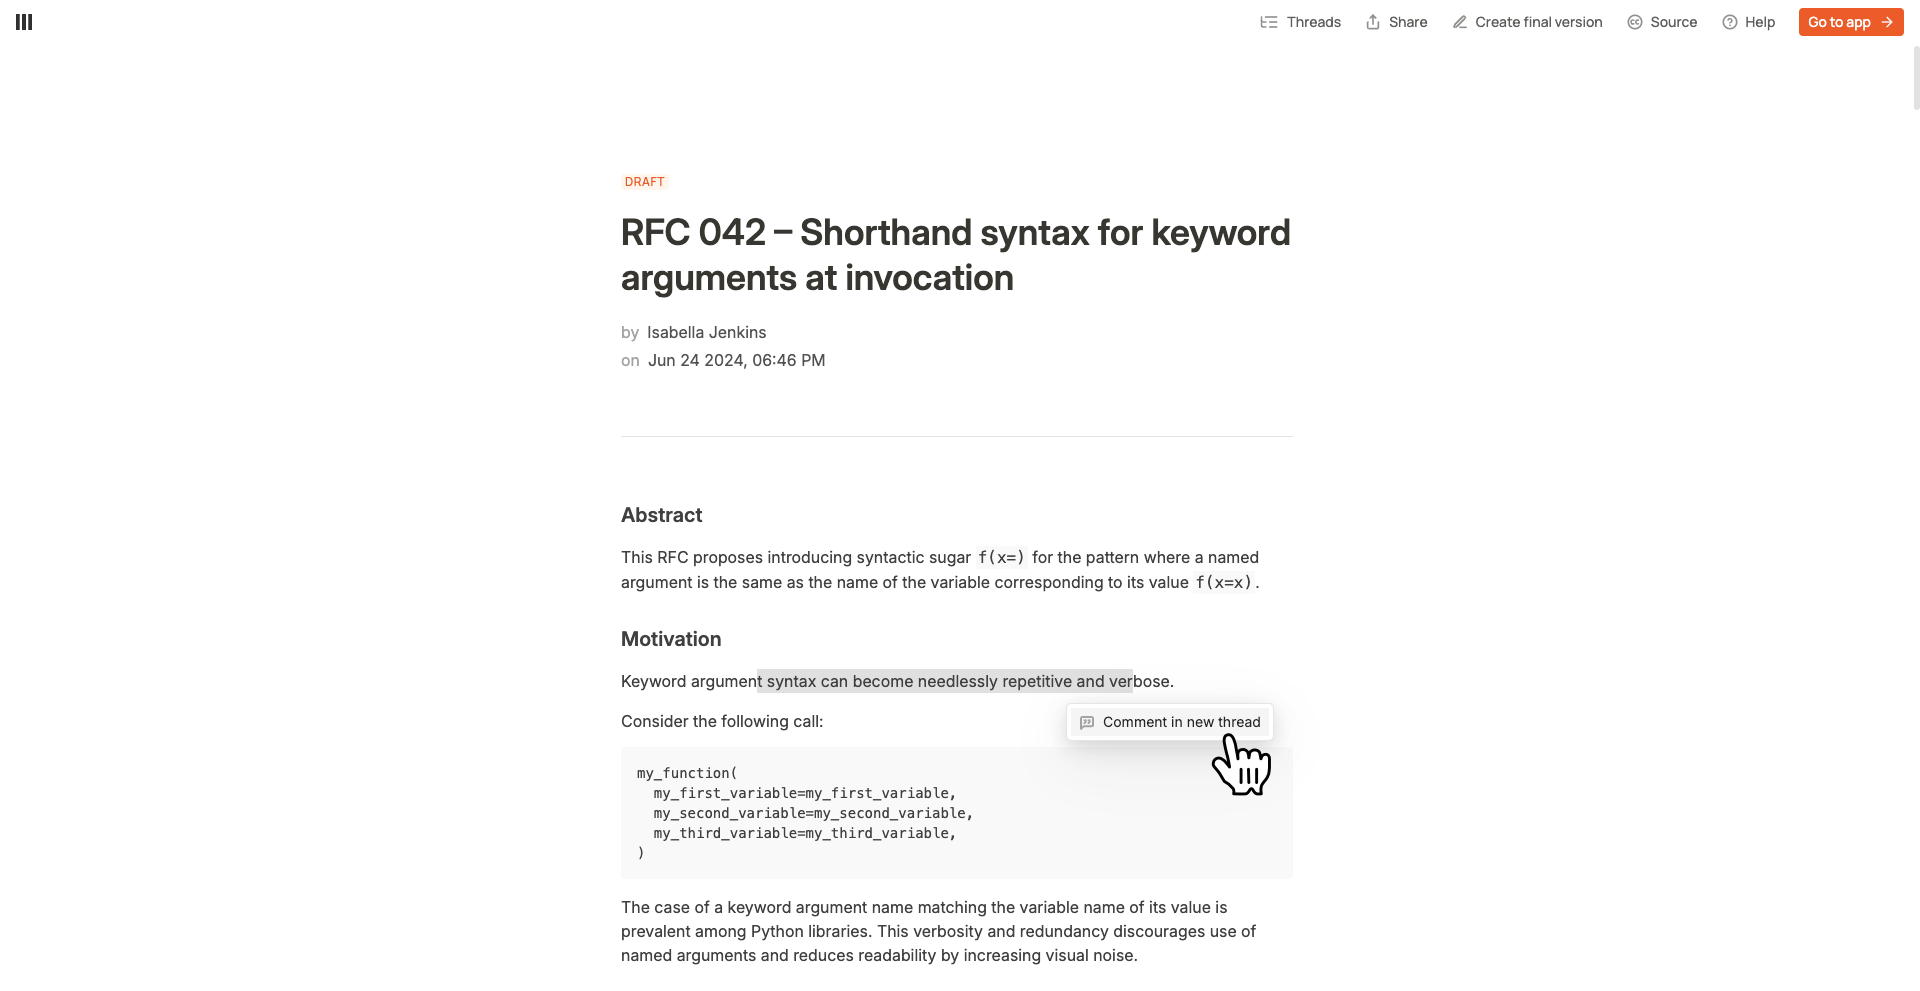 Threads
Share
Create final version
Source
Help
Go to app
DRAFT
RFC 042 – Shorthand syntax for keyword
arguments at invocation
by Isabella Jenkins
on Jun 24 2024, 06:46 PM
Abstract
This RFC proposes introducing syntactic sugar f(x=) for the pattern where a named
argument is the same as the name of the variable corresponding to its value f(x=x).
Motivation
Keyword argument syntax can become needlessly repetitive and verbose.
Consider the following call:
Comment in new thread
my_function(
  my_first_variable=my_first_variable,
  my_second_variable=my_second_variable,
  my_third_variable=my_third_variable,
)
The case of a keyword argument name matching the variable name of its value is
prevalent among Python libraries. This verbosity and redundancy discourages use of
named arguments and reduces readability by increasing visual noise.